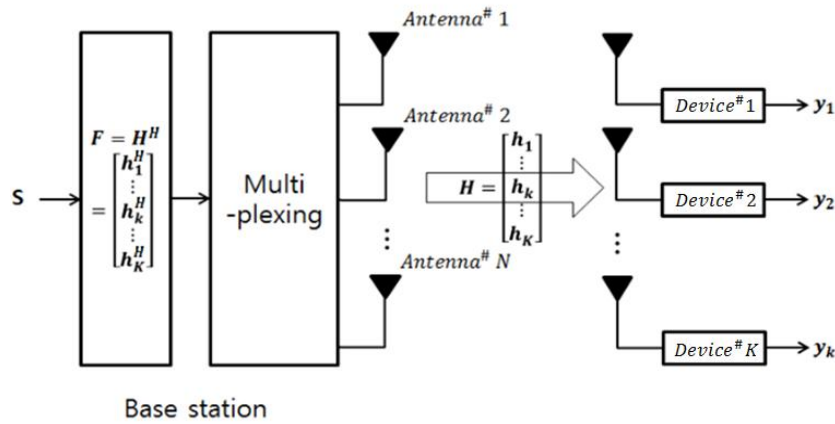 S
F = H^H
= [h_1^H
⋮
h_k^H
⋮
h_K^H]
Multi
-plexing
Antenna# 1
Antenna# 2
⋮
Antenna# N
H = [h_1
⋮
h_k
⋮
h_K]
Device#1
y_1
Device#2
y_2
⋮
Device#K
y_k
Base station